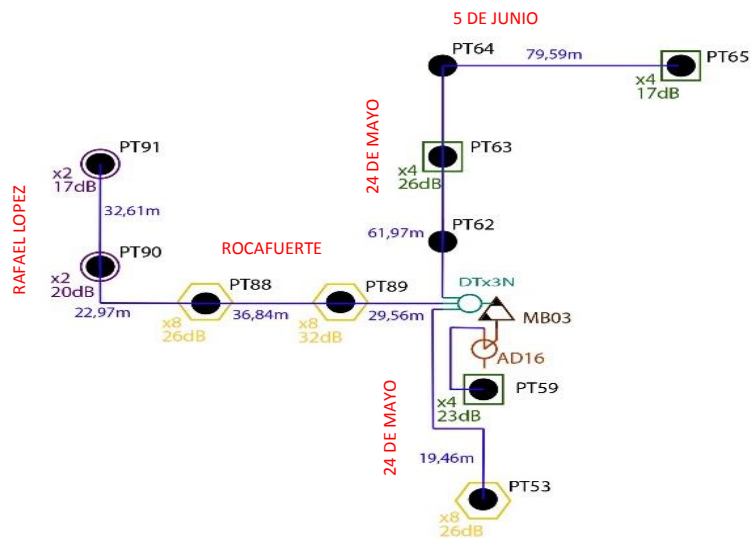 5 DE JUNIO
PT64
79,59m
PT65
x4
17dB
24 DE MAYO
PT63
x4
26dB
PT91
x2
17dB
32,61m
RAFAEL LOPEZ
PT62
61,97m
ROCAFUERTE
PT90
x2
20dB
22,97m
PT88
x8
26dB
36,84m
PT89
x8
32dB
29,56m
DTx3N
MB03
AD16
PT59
x4
23dB
24 DE MAYO
19,46m
PT53
x8
26dB